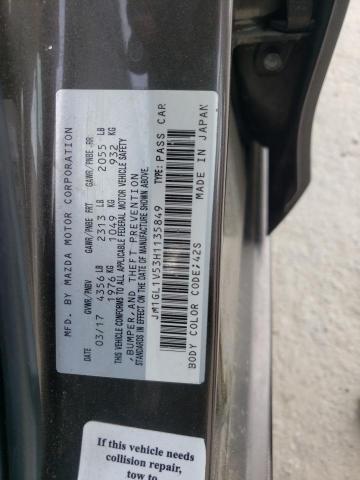 MFD. BY MAZDA MOTOR CORPORATION
DATE GVWR/PNBV GAWR/PNBE FRT GAWR/PNBE RR
03/17 4356 LB 2313 LB 2055 LB
1976 KG 1049 KG 932 KG
THIS VEHICLE CONFORMS TO ALL APPLICABLE FEDERAL MOTOR VEHICLE SAFETY
, BUMPER, AND THEFT PREVENTION
STANDARDS IN EFFECT ON THE DATE OF MANUFACTURE SHOWN ABOVE.
JM1GL1V53H1135849 PASS CAR
MADE IN JAPAN
BODY COLOR CODE:42S
If this vehicle needs
collision repair,
tow to